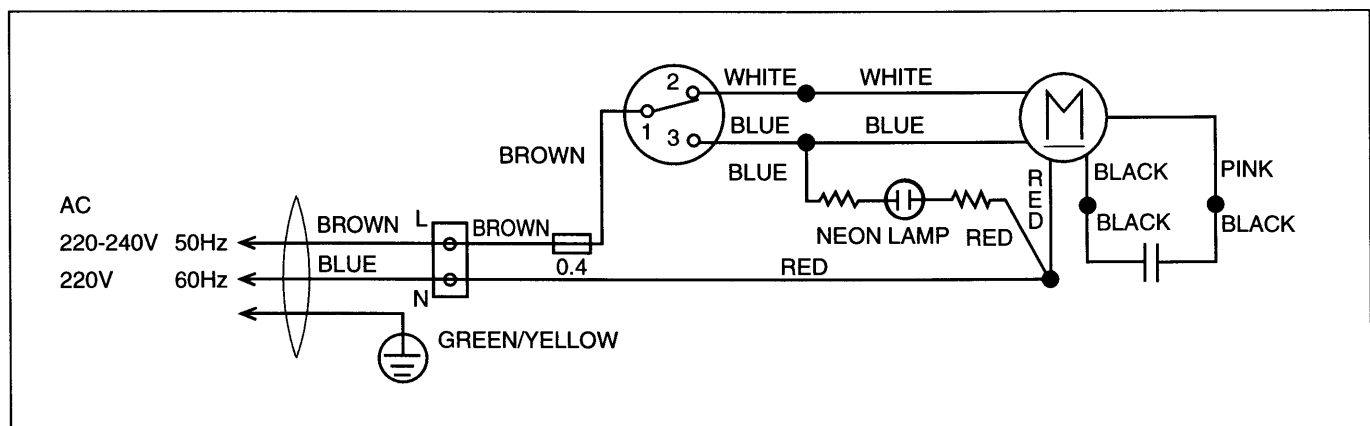 2
WHITE
WHITE
1
3
BLUE
BLUE
BROWN
BLUE
M
RED
BLACK
PINK
AC
BLACK
BLACK
BROWN
L
BROWN
NEON LAMP
RED
220-240V 50Hz
BLUE
0.4
RED
220V 60Hz
N
GREEN/YELLOW